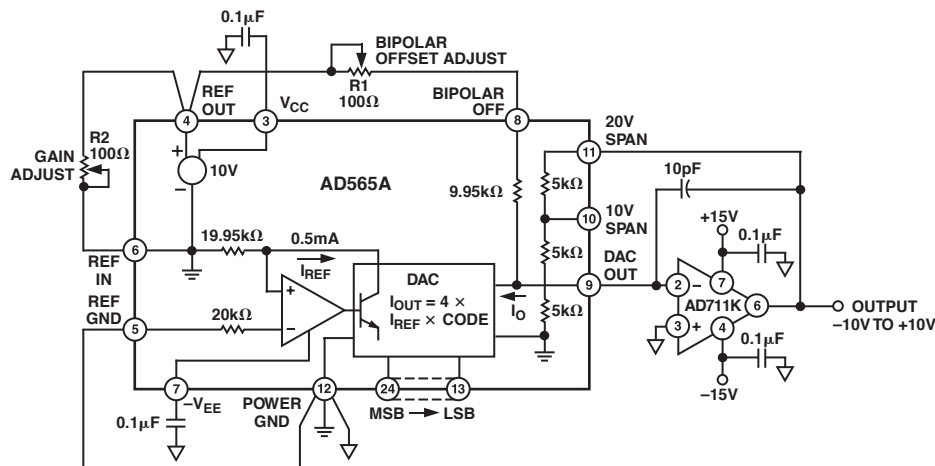 0.1µF
BIPOLAR
OFFSET ADJUST
R1
100Ω
REF
OUT
VCC
BIPOLAR
OFF
4
3
8
20V
SPAN
11
R2
100Ω
GAIN
ADJUST
+
10V
–
AD565A
9.95kΩ
5kΩ
10pF
+15V
0.1µF
10
10V
SPAN
6
19.95kΩ
0.5mA
REF
IN
IREF
5kΩ
DAC
OUT
9
2
–
7
AD711K
6
OUTPUT
–10V TO +10V
REF
GND
5
20kΩ
+
–
DAC
IOUT = 4 ×
IREF × CODE
IO
5kΩ
3
+
4
0.1µF
–15V
7
–VEE
0.1µF
POWER
GND
12
24
13
MSB
LSB